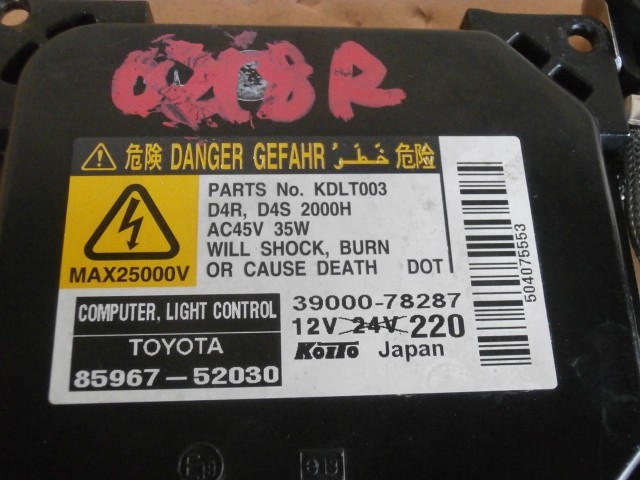 0208R
危険 DANGER GEFAHR خَطَرْ 危险
PARTS No. KDLT003
D4R, D4S 2000H
AC45V 35W
WILL SHOCK, BURN
OR CAUSE DEATH DOT
MAX25000V
504075553
COMPUTER, LIGHT CONTROL
TOYOTA
85967-52030
39000-78287
12V 24V 220
KOITO Japan